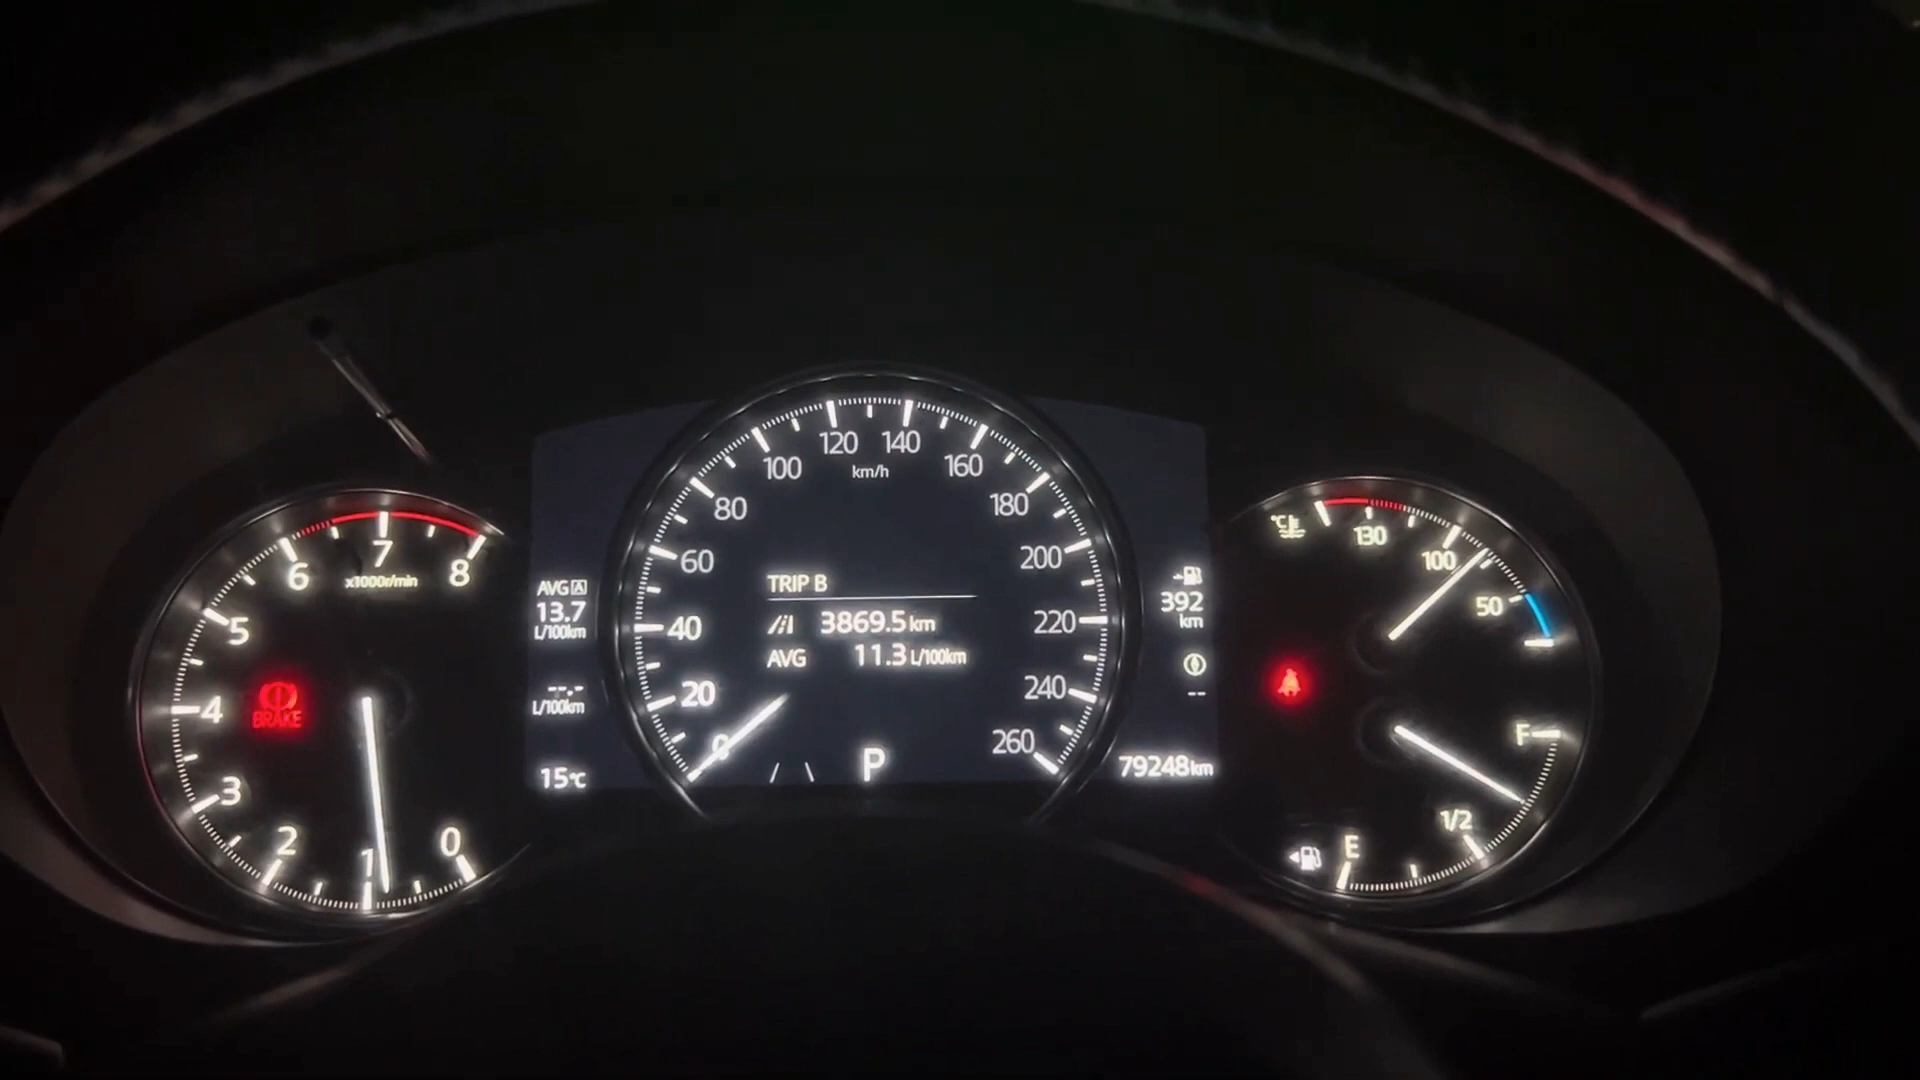 8
7
6
5
4
3
2
1
0
x1000r/min
BRAKE
AVG A
13.7
L/100km
--.-
L/100km
15℃
0
20
40
60
80
100
120
140
160
180
200
220
240
260
km/h
TRIP B
3869.5 km
AVG 11.3 L/100km
P
392
km
--
79248 km
℃
130
100
50
F
1/2
E